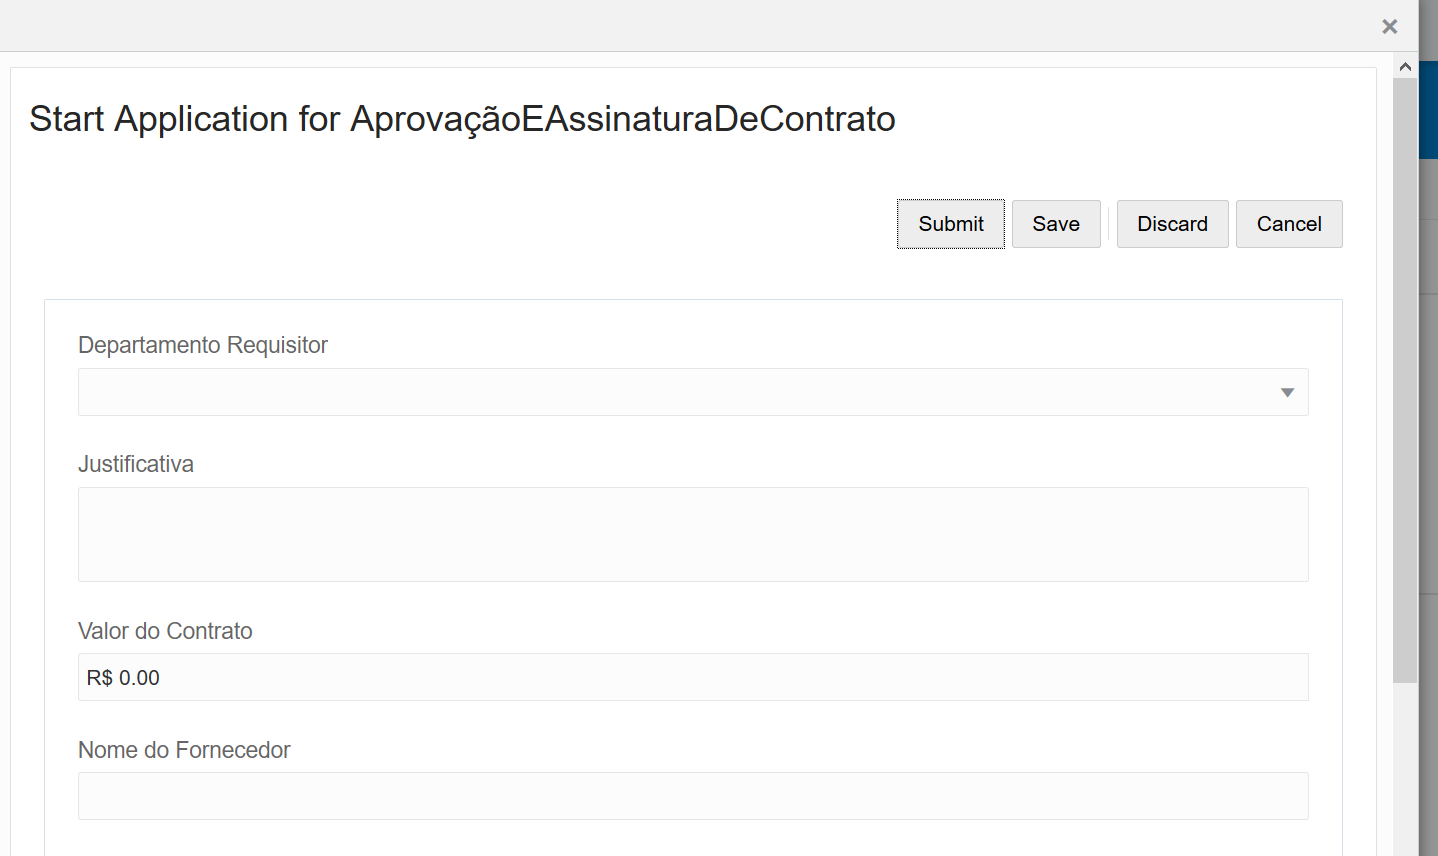 Start Application for AprovaçãoEAssinaturaDeContrato
Submit Save Discard Cancel
Departamento Requisitor
Justificativa
Valor do Contrato
R$ 0.00
Nome do Fornecedor